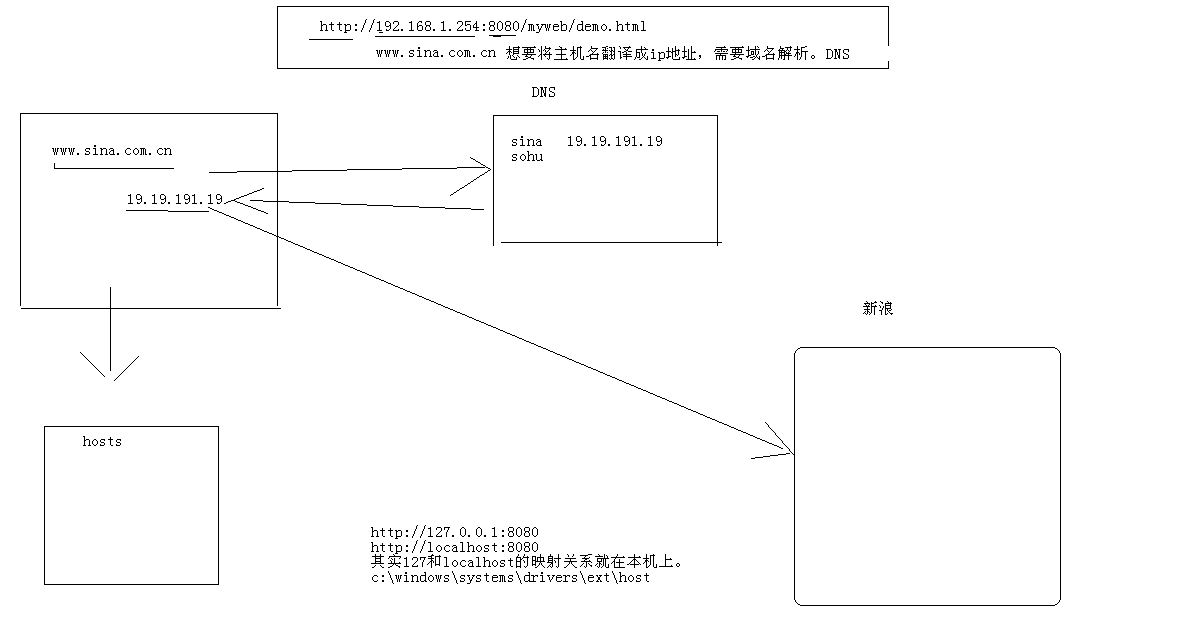 http://192.168.1.254:8080/myweb/demo.html
www.sina.com.cn 想要将主机名翻译成ip地址，需要域名解析。DNS
DNS
www.sina.com.cn
19.19.191.19
sina 19.19.191.19
sohu
新浪
hosts
http://127.0.0.1:8080
http://localhost:8080
其实127和localhost的映射关系就在本机上。
c:\windows\systems\drivers\ext\host